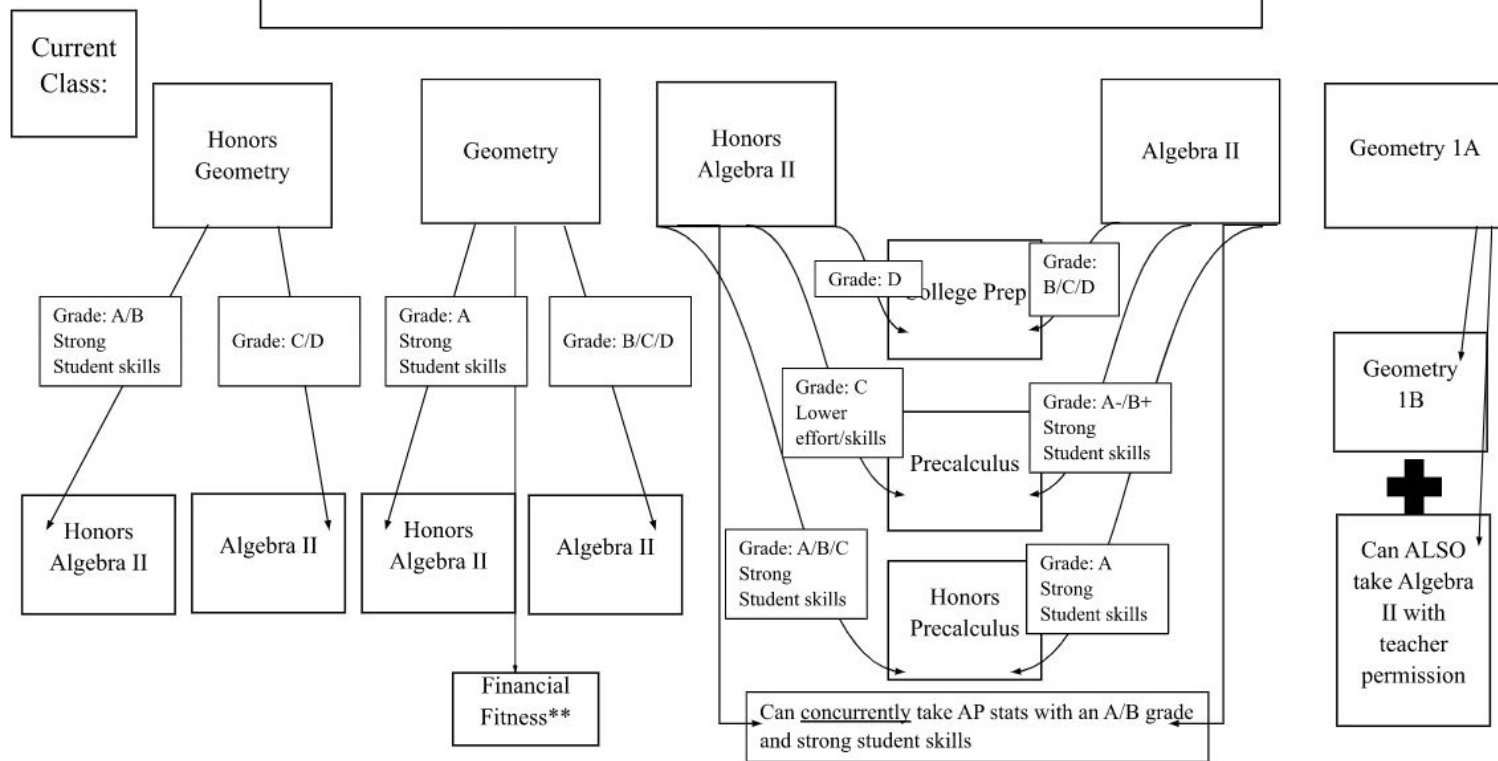 Current
Class:
Honors
Geometry
Geometry
Honors
Algebra II
Algebra II
Geometry 1A
Grade: A/B
Strong
Student skills
Grade: C/D
Grade: A
Strong
Student skills
Grade: B/C/D
Grade: D
College Prep
Grade:
B/C/D
Grade: C
Lower
effort/skills
Precalculus
Grade: A-/B+
Strong
Student skills
Geometry
1B
Honors
Algebra II
Algebra II
Honors
Algebra II
Algebra II
Grade: A/B/C
Strong
Student skills
Honors
Precalculus
Grade: A
Strong
Student skills
Can ALSO
take Algebra
II with
teacher
permission
Financial
Fitness**
Can concurrently take AP stats with an A/B grade
and strong student skills